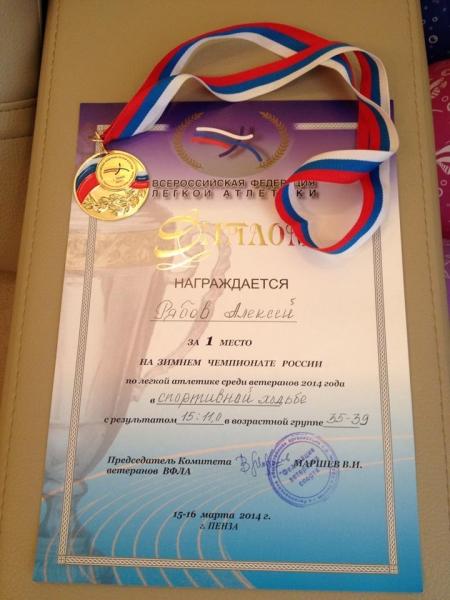 ВСЕРОССИЙСКАЯ ФЕДЕРАЦИЯ
ЛЕГКОЙ АТЛЕТИКИ
ДИПЛОМ
НАГРАЖДАЕТСЯ
Рябов Алексей
ЗА 1 МЕСТО
НА ЗИМНЕМ ЧЕМПИОНАТЕ РОССИИ
по легкой атлетике среди ветеранов 2014 года
в спортивной ходьбе
с результатом 15:11,0 в возрастной группе 35-39
Председатель Комитета
ветеранов ВФЛА
МАРШЕВ В.И.
15-16 марта 2014 г.
г. ПЕНЗА